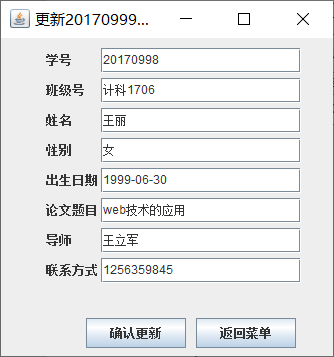 更新20170999...
学号 20170998
班级号 计科1706
姓名 王丽
性别 女
出生日期 1999-06-30
论文题目 web技术的应用
导师 王立军
联系方式 1256359845
确认更新 返回菜单